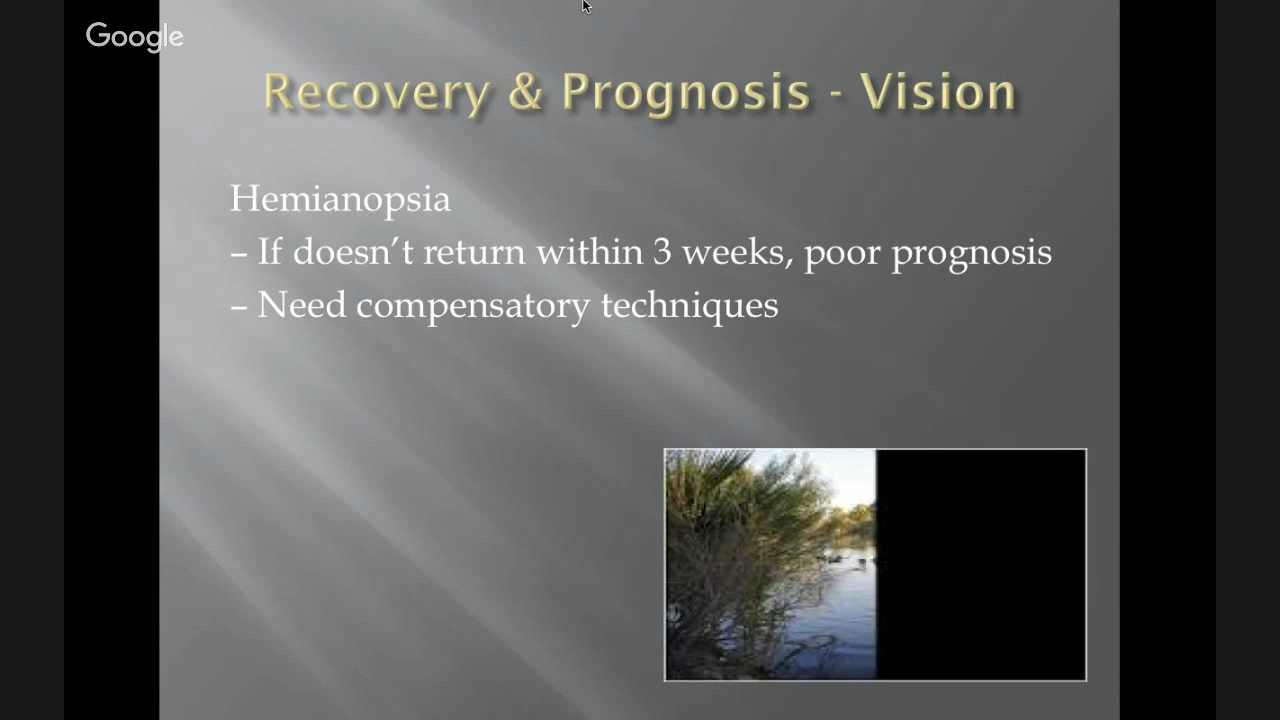 Google
Recovery & Prognosis - Vision
Hemianopsia
– If doesn’t return within 3 weeks, poor prognosis
– Need compensatory techniques